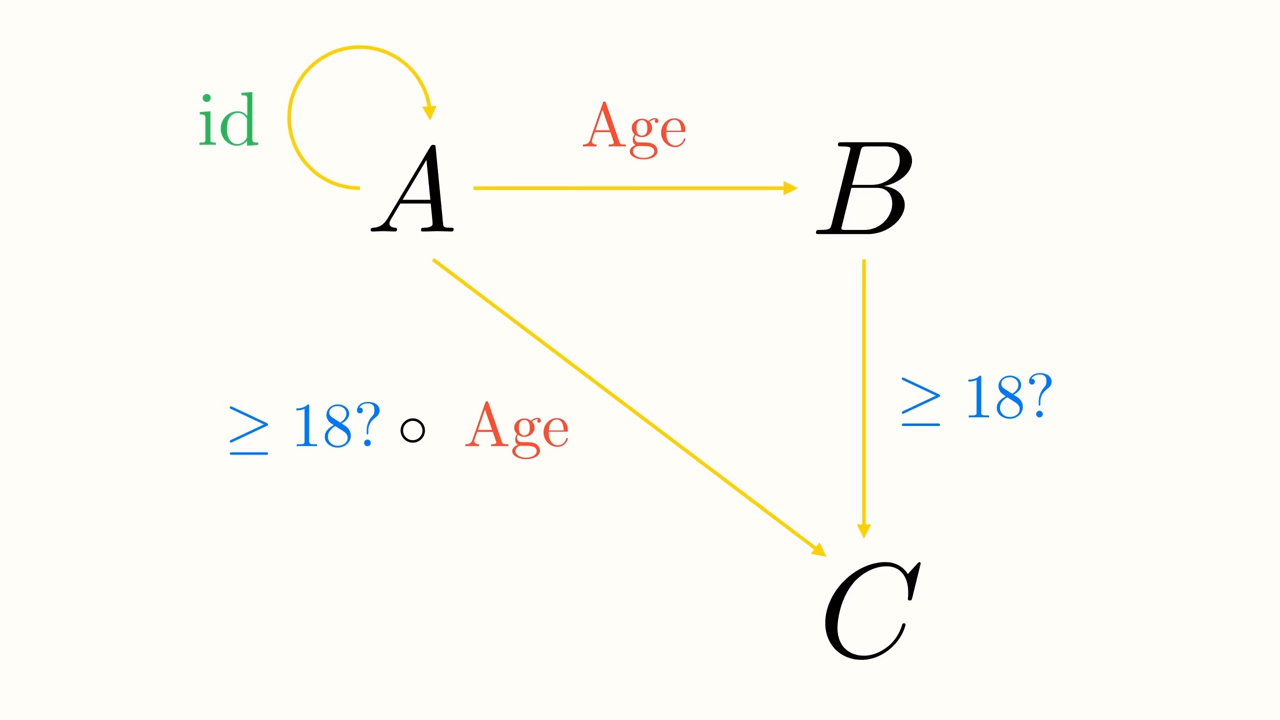 id
Age
A
B
≥ 18?
≥ 18? ∘ Age
C